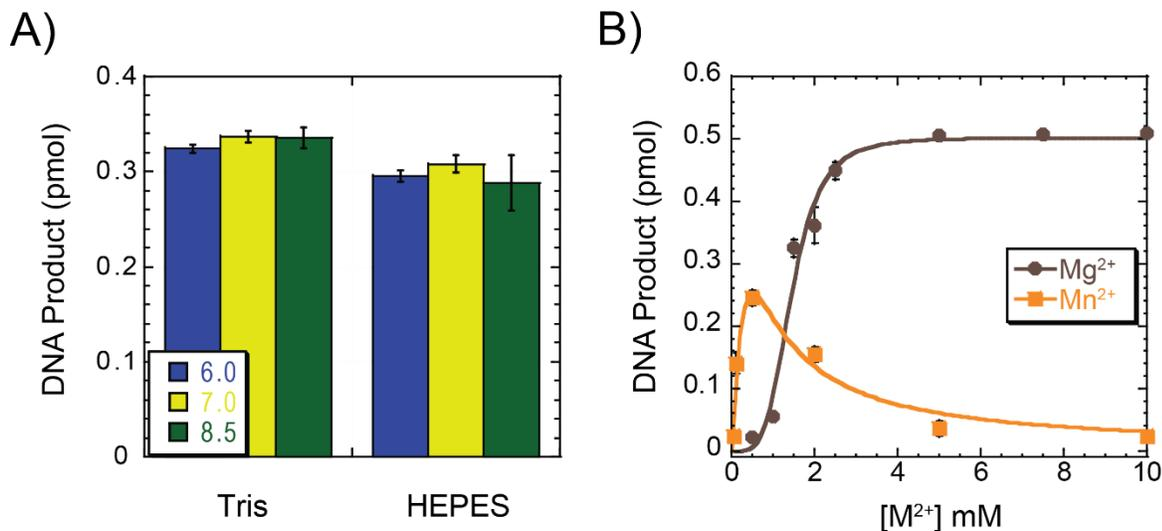 A)
DNA Product (pmol)
0.4
0.3
0.2
0.1
0
6.0
7.0
8.5
Tris
HEPES
B)
DNA Product (pmol)
0.6
0.5
0.4
0.3
0.2
0.1
0
Mg²⁺
Mn²⁺
0 2 4 6 8 10
[M²⁺] mM